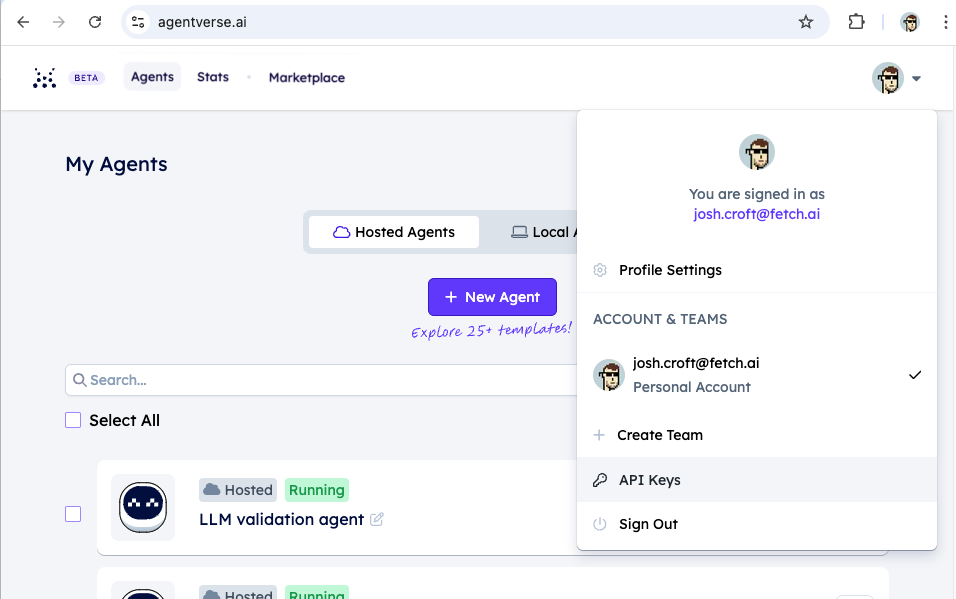 agentverse.ai
BETA
Agents Stats Marketplace
My Agents
You are signed in as
josh.croft@fetch.ai
Hosted Agents Local A
Profile Settings
+ New Agent
Explore 25+ templates!
ACCOUNT & TEAMS
josh.croft@fetch.ai
Personal Account
Search...
Select All
+ Create Team
API Keys
Hosted Running
LLM validation agent
Sign Out
Hosted Running